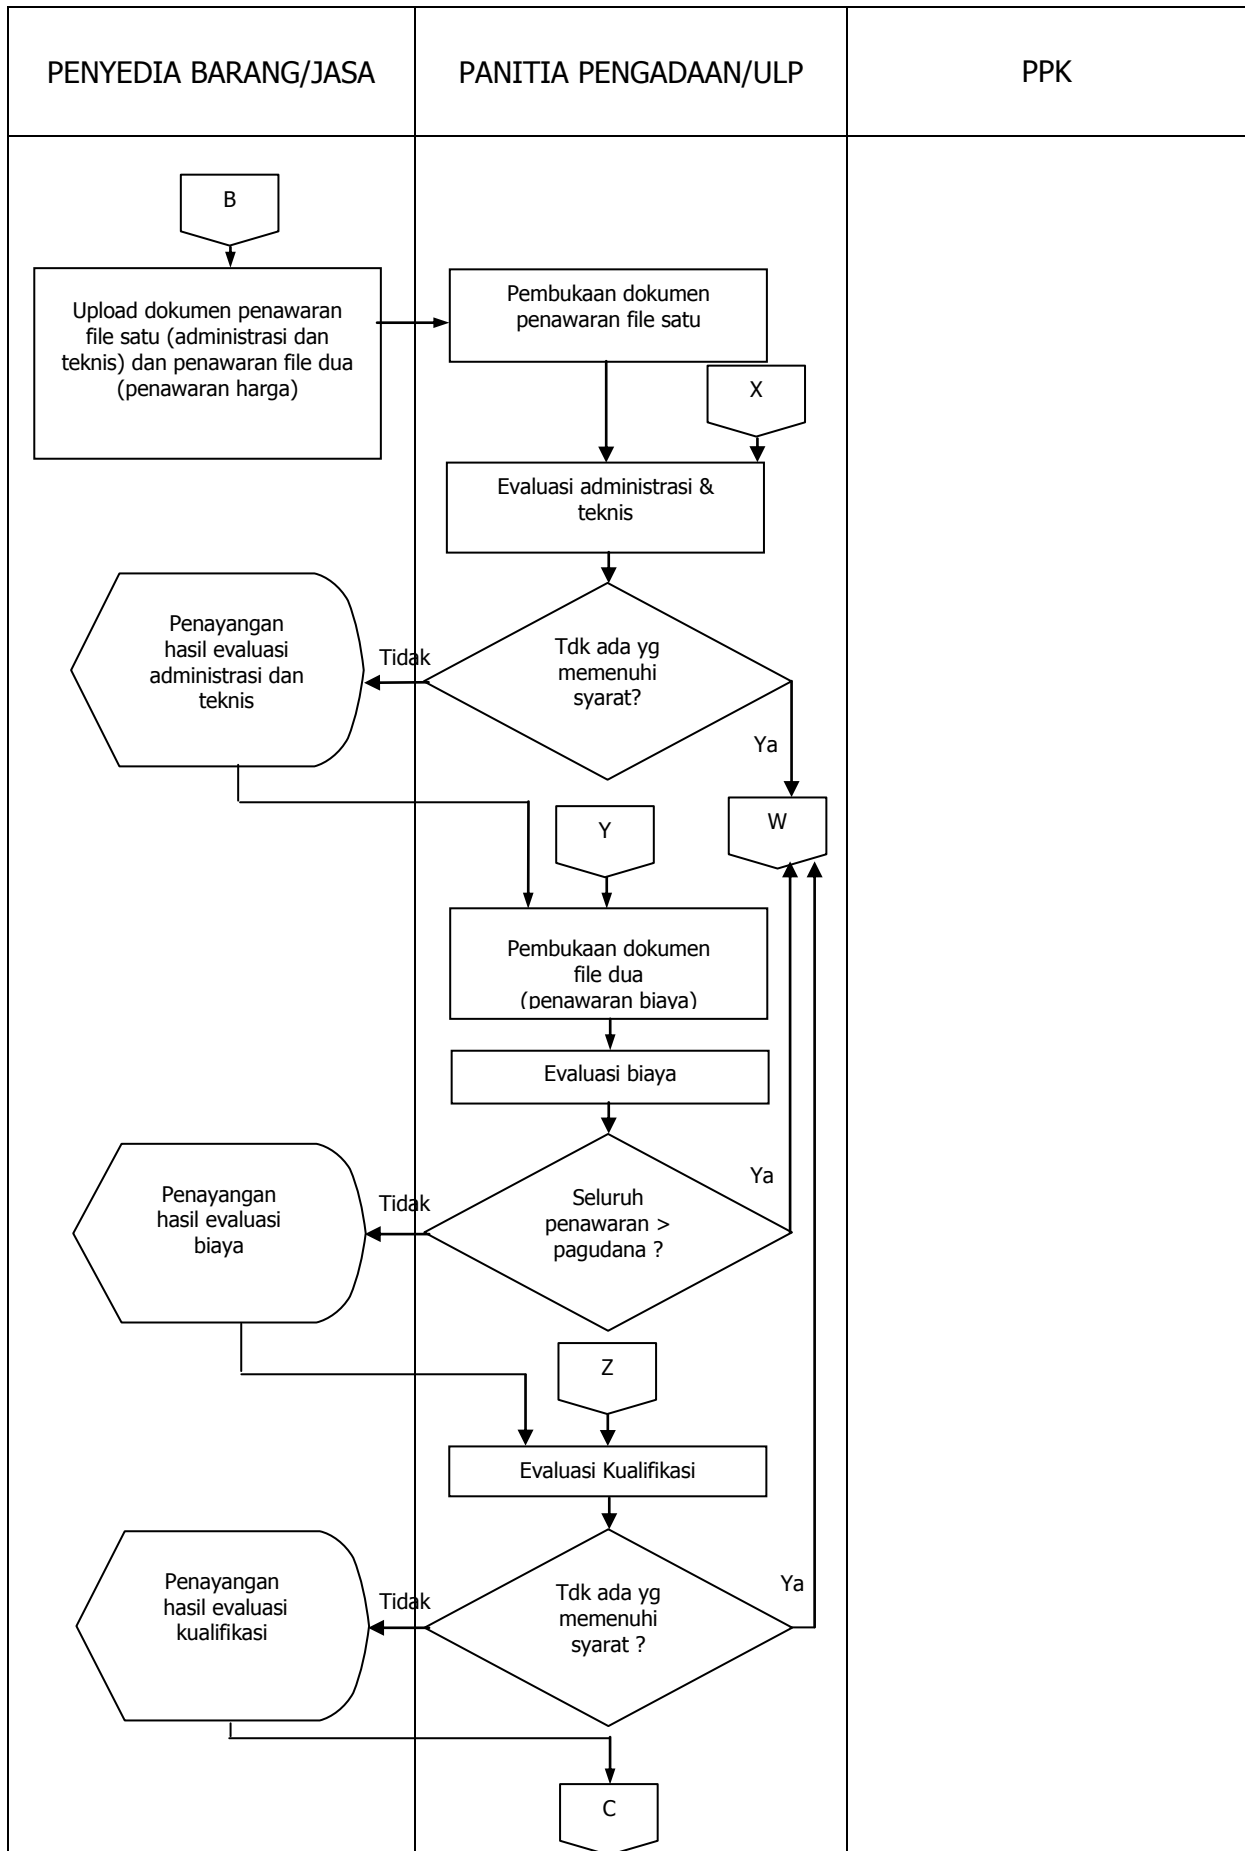 PENYEDIA BARANG/JASA
PANITIA PENGADAAN/ULP
PPK
B
Upload dokumen penawaran
file satu (administrasi dan
teknis) dan penawaran file dua
(penawaran harga)
Pembukaan dokumen
penawaran file satu
X
Evaluasi administrasi &
teknis
Penayangan
hasil evaluasi
administrasi dan
teknis
Tidak
Tdk ada yg
memenuhi
syarat?
Ya
Y
W
Pembukaan dokumen
file dua
(penawaran biaya)
Evaluasi biaya
Penayangan
hasil evaluasi
biaya
Tidak
Seluruh
penawaran >
pagudana ?
Ya
Z
Evaluasi Kualifikasi
Penayangan
hasil evaluasi
kualifikasi
Tidak
Tdk ada yg
memenuhi
syarat ?
Ya
C